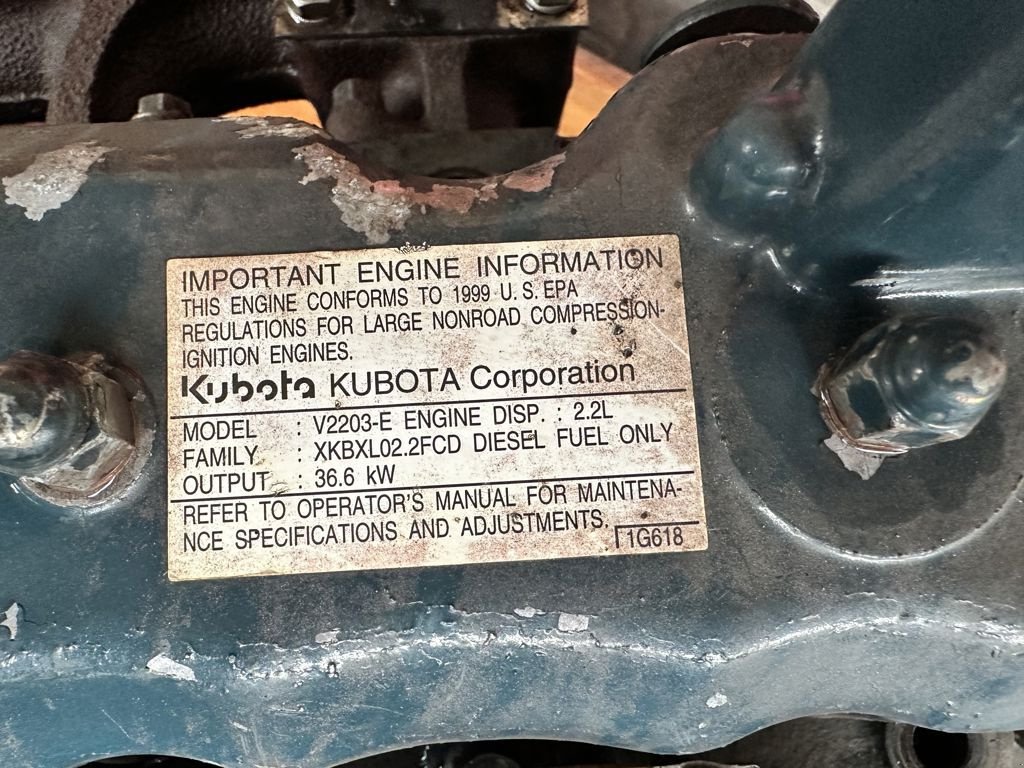 IMPORTANT ENGINE INFORMATION
THIS ENGINE CONFORMS TO 1999 U.S. EPA
REGULATIONS FOR LARGE NONROAD COMPRESSION-
IGNITION ENGINES.
Kubota KUBOTA Corporation
MODEL : V2203-E ENGINE DISP. : 2.2L
FAMILY : XKBXL02.2FCD DIESEL FUEL ONLY
OUTPUT : 36.6 kW
REFER TO OPERATOR'S MANUAL FOR MAINTENA-
NCE SPECIFICATIONS AND ADJUSTMENTS.
1G618